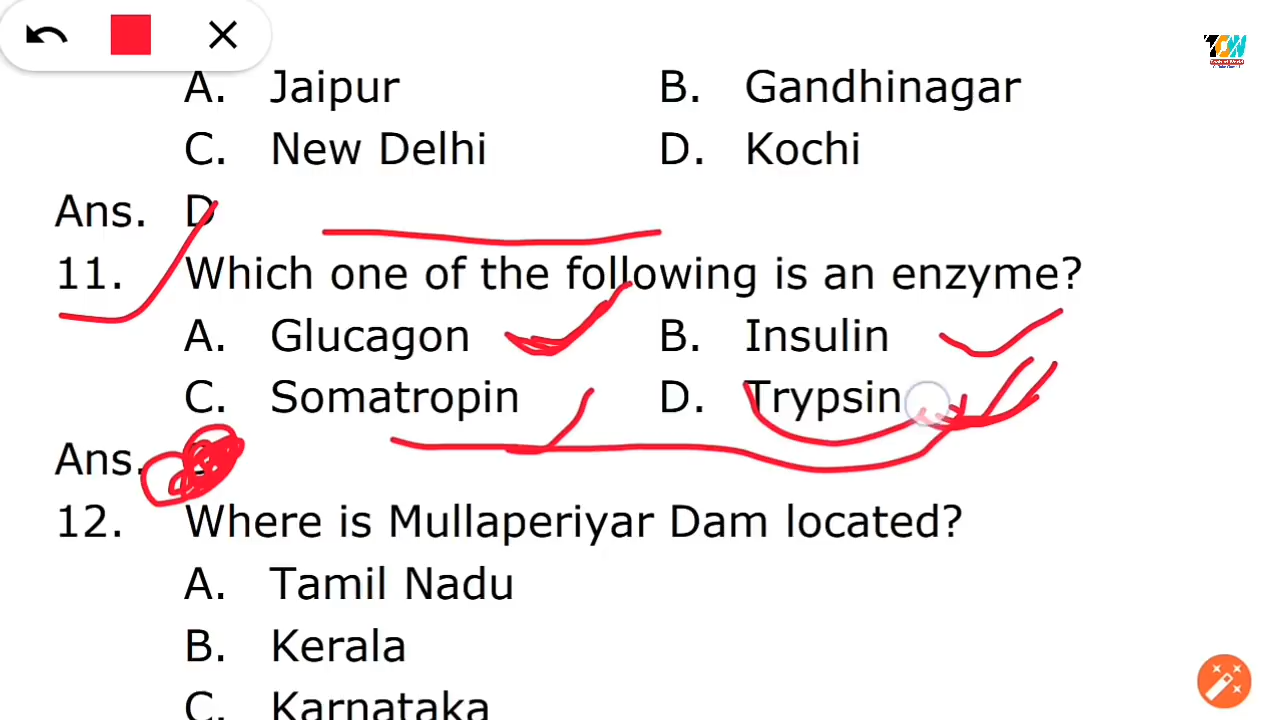 A. Jaipur B. Gandhinagar
C. New Delhi D. Kochi
Ans. D
11. Which one of the following is an enzyme?
A. Glucagon B. Insulin
C. Somatropin D. Trypsin
Ans.
12. Where is Mullaperiyar Dam located?
A. Tamil Nadu
B. Kerala
C. Karnataka